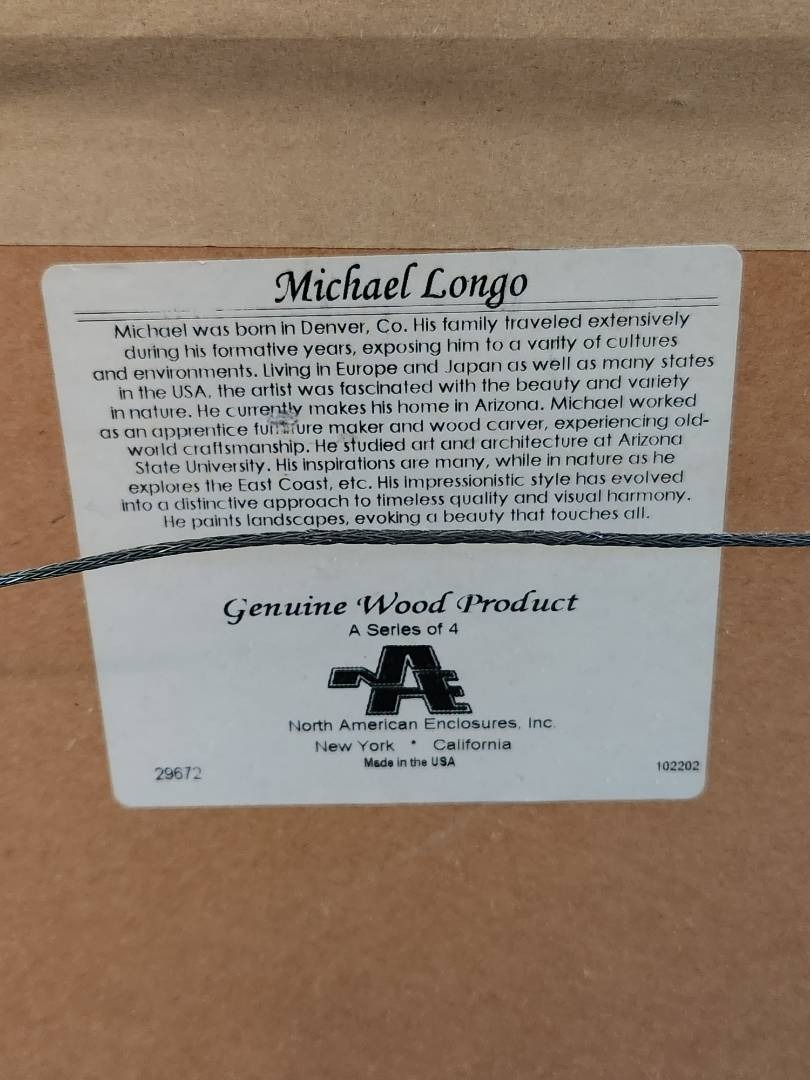 Michael Longo
Michael was born in Denver, Co. His family traveled extensively
during his formative years, exposing him to a varity of cultures
and environments. Living in Europe and Japan as well as many states
in the USA, the artist was fascinated with the beauty and variety
in nature. He currently makes his home in Arizona. Michael worked
as an apprentice furniture maker and wood carver, experiencing old-
world craftsmanship. He studied art and architecture at Arizona
State University. His inspirations are many, while in nature as he
explores the East Coast, etc. His impressionistic style has evolved
into a distinctive approach to timeless quality and visual harmony.
He paints landscapes, evoking a beauty that touches all.
Genuine Wood Product
A Series of 4
NAE
North American Enclosures, Inc.
New York * California
Made in the USA
29672
102202